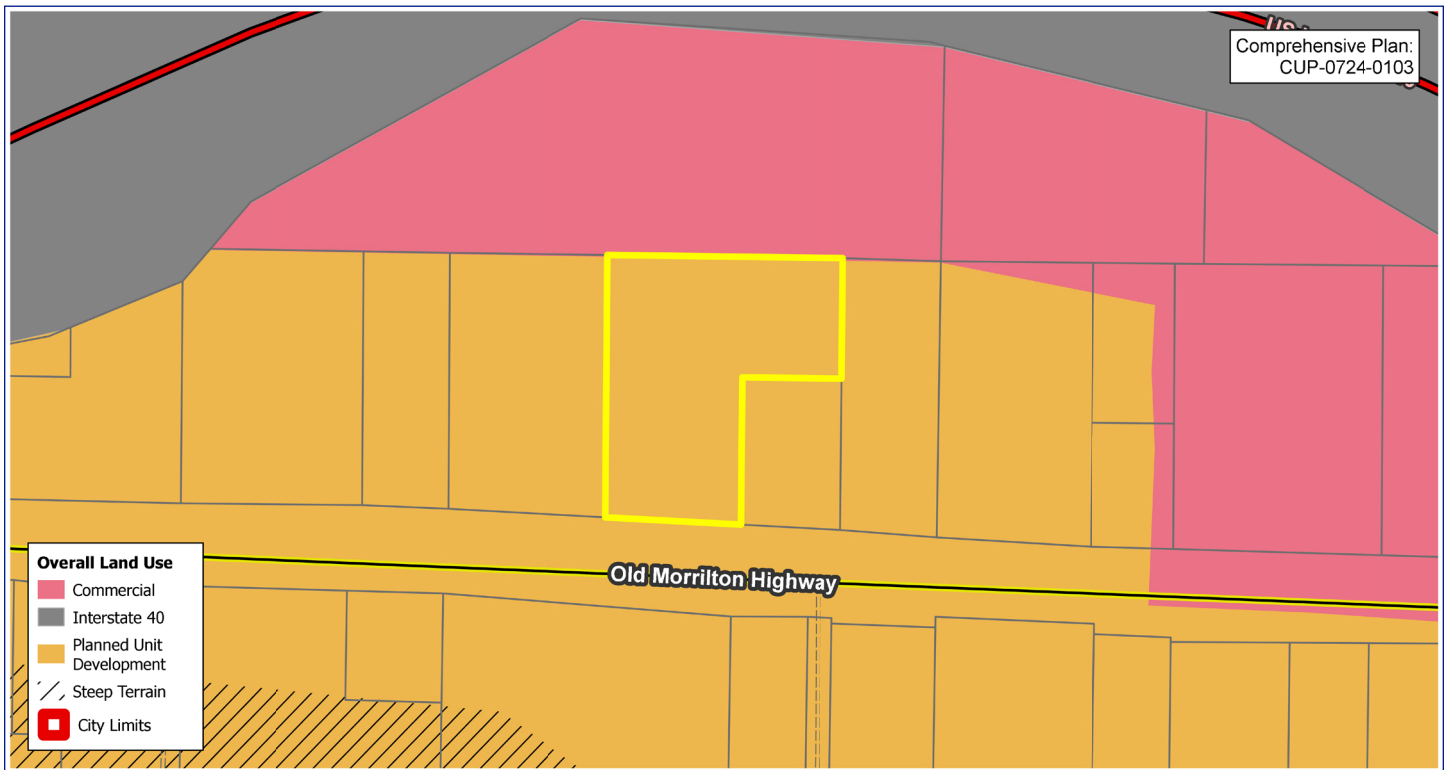 Comprehensive Plan:
CUP-0724-0103
Old Morrilton Highway
Overall Land Use
Commercial
Interstate 40
Planned Unit
Development
Steep Terrain
City Limits